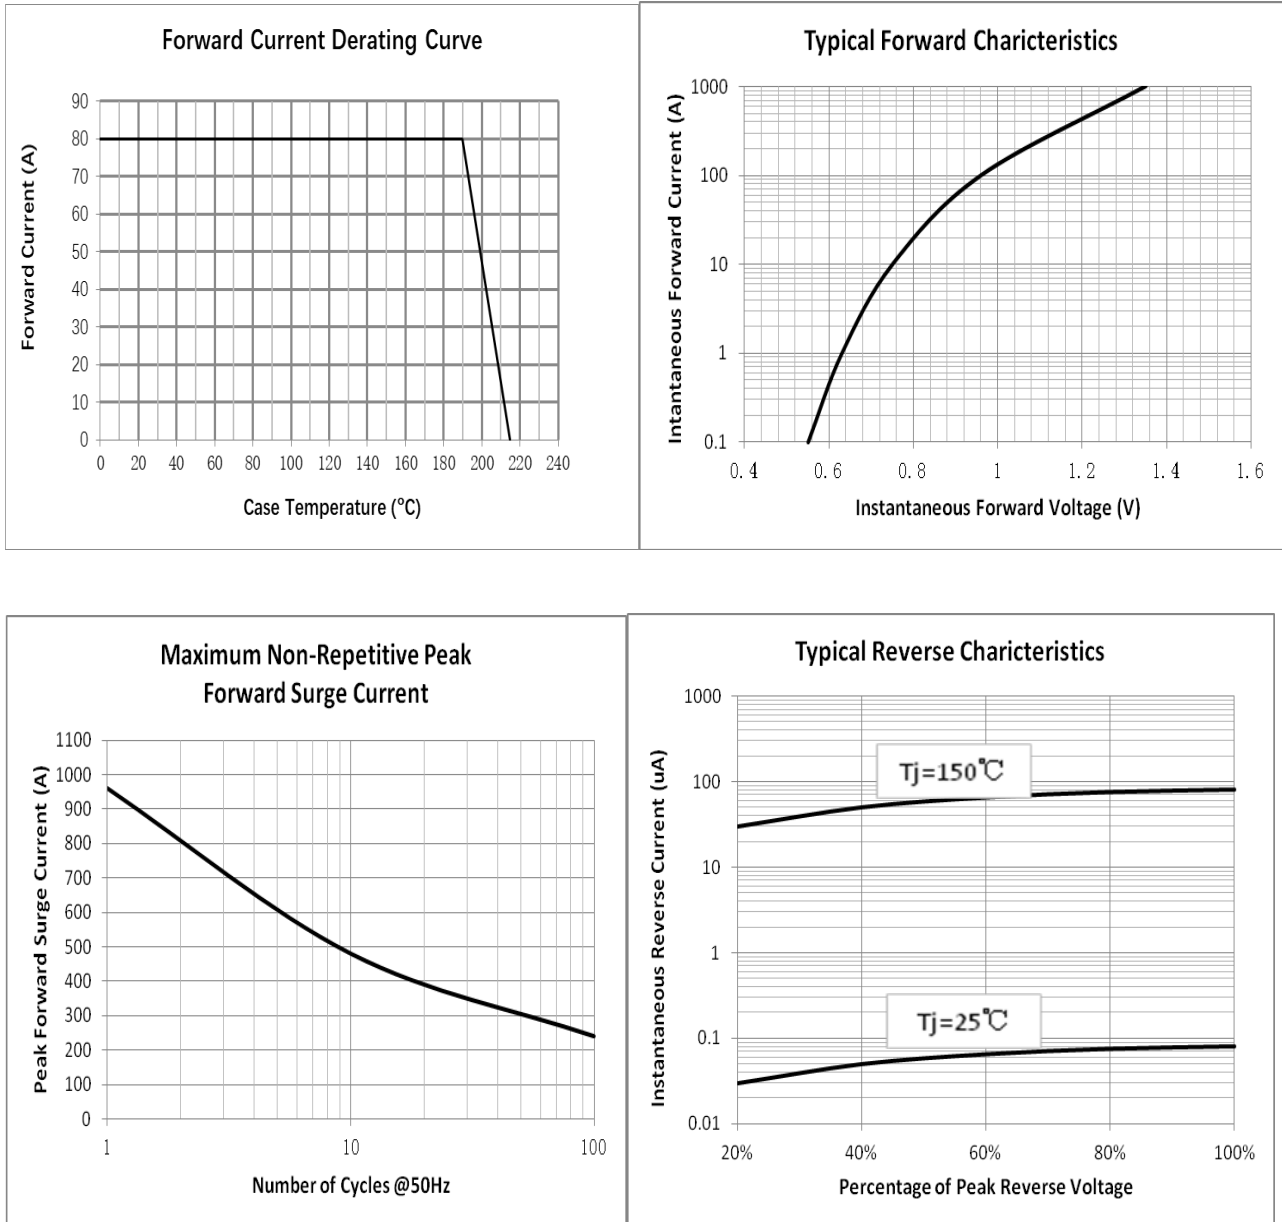 Forward Current Derating Curve
Forward Current (A)
90
80
70
60
50
40
30
20
10
0
0 20 40 60 80 100 120 140 160 180 200 220 240
Case Temperature (°C)
Typical Forward Charicteristics
Intantaneous Forward Current (A)
1000
100
10
1
0.1
0.4 0.6 0.8 1 1.2 1.4 1.6
Instantaneous Forward Voltage (V)
Maximum Non-Repetitive Peak
Forward Surge Current
Peak Forward Surge Current (A)
1100
1000
900
800
700
600
500
400
300
200
100
0
1 10 100
Number of Cycles @50Hz
Typical Reverse Charicteristics
Instantaneous Reverse Current (uA)
1000
100
10
1
0.1
0.01
Tj=150℃
Tj=25℃
20% 40% 60% 80% 100%
Percentage of Peak Reverse Voltage